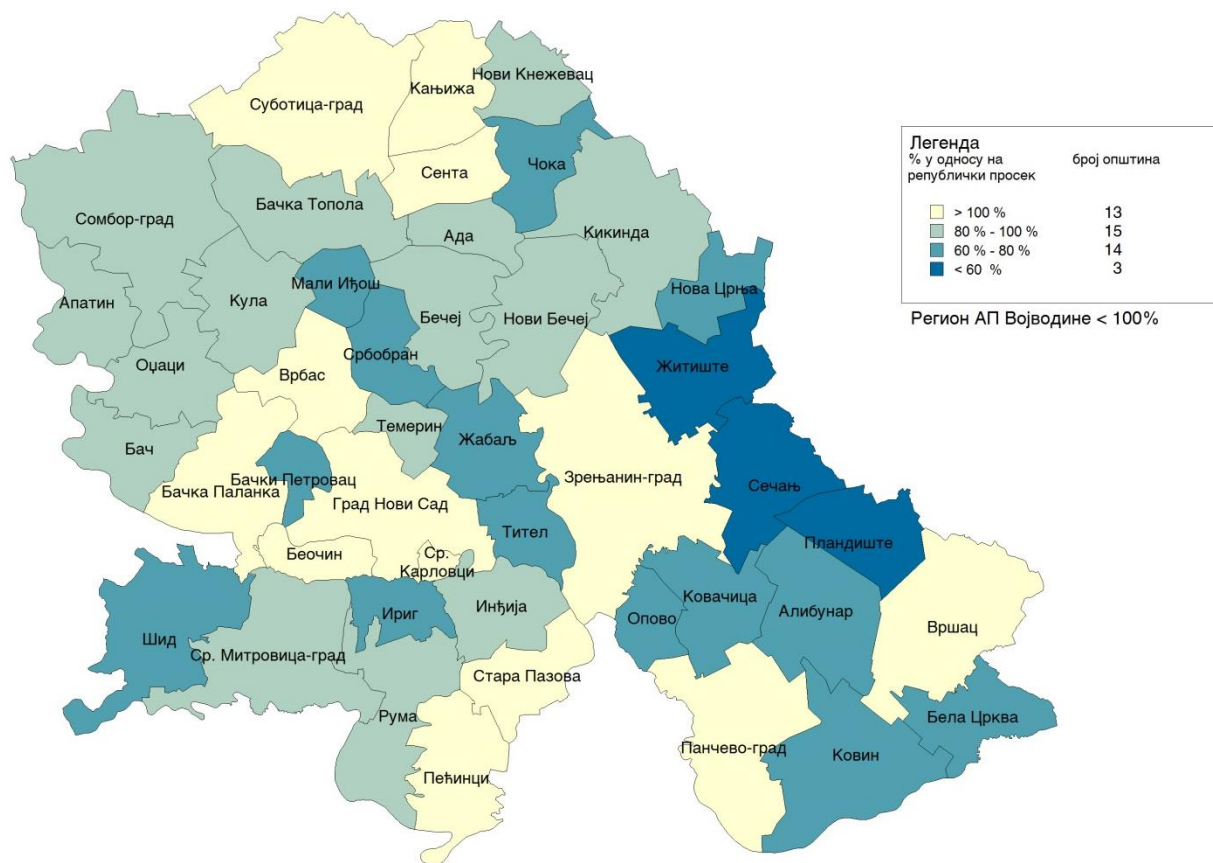 Нови Кнежевац
Кањижа
Суботица-град
Чока
Сента
Бачка Топола
Сомбор-град
Ада
Кикинда
Мали Иђош
Нова Црња
Апатин
Кула
Бечеј
Нови Бечеј
Србобран
Оџаци
Житиште
Врбас
Темерин
Жабаљ
Бач
Зрењанин-град
Бачки Петровац
Бачка Паланка
Град Нови Сад
Сечањ
Тител
Пландиште
Беочин
Ср.
Карловци
Ковачица
Ириг
Инђија
Опово
Алибунар
Вршац
Шид
Ср. Митровица-град
Стара Пазова
Рума
Бела Црква
Панчево-град
Ковин
Пећинци
Легенда
% у односу на број општина
републички просек
> 100 % 13
80 % - 100 % 15
60 % - 80 % 14
< 60 % 3
Регион АП Војводине < 100%